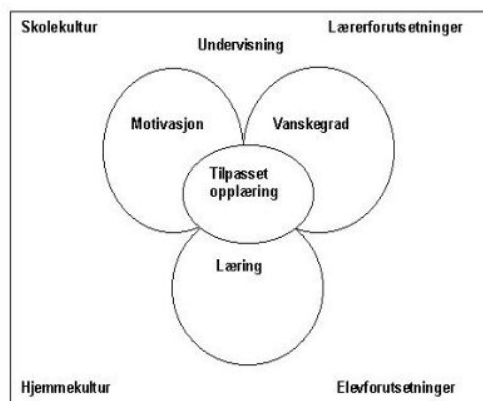 Skolekultur
Lærerforutsetninger
Undervisning
Motivasjon
Vanskegrad
Tilpasset
opplæring
Læring
Hjemmekultur
Elevforutsetninger